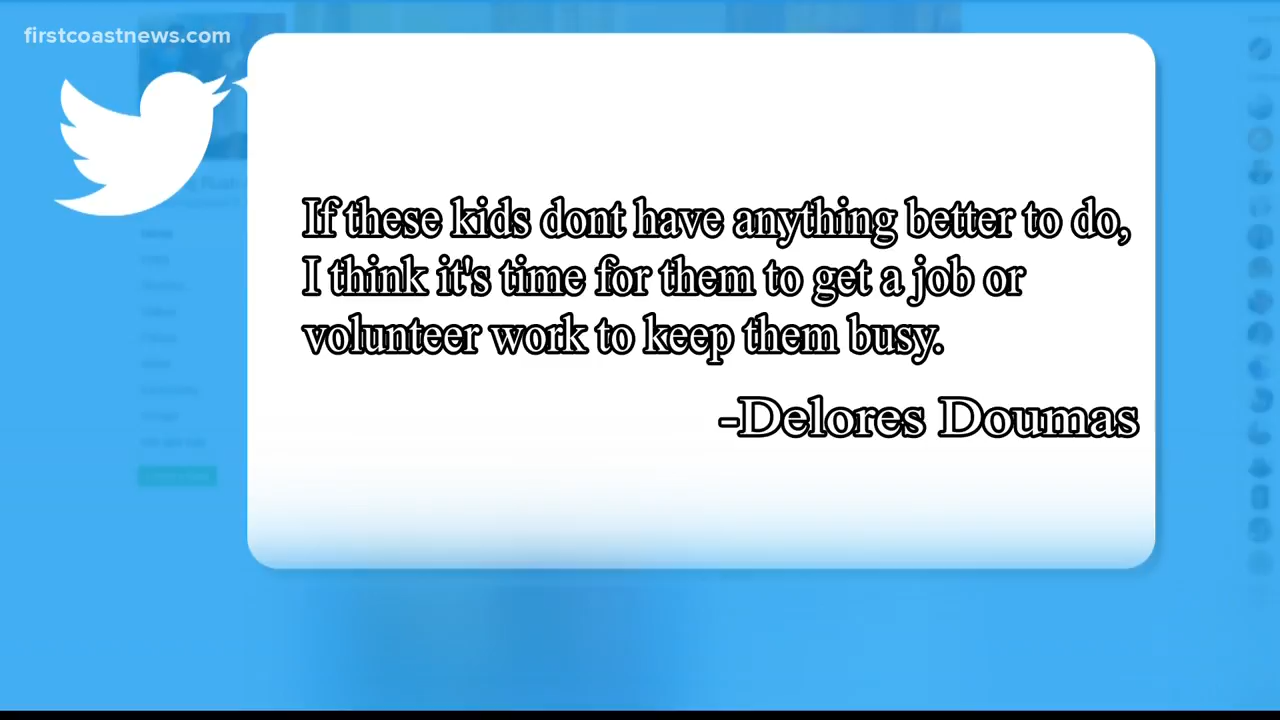 firstcoastnews.com
If these kids dont have anything better to do,
I think it's time for them to get a job or
volunteer work to keep them busy.
-Delores Doumas